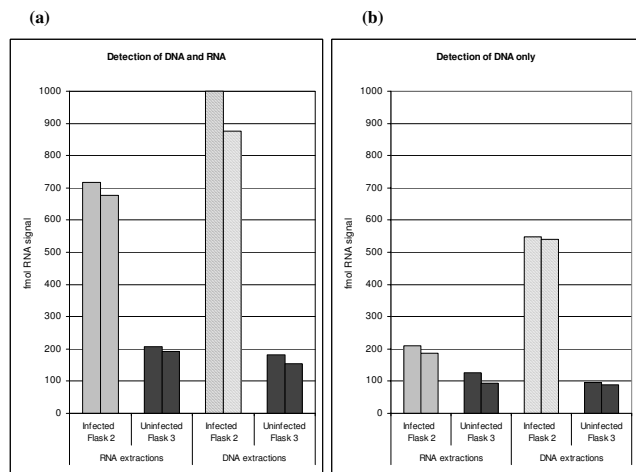 (a)
Detection of DNA and RNA
fmol RNA signal
1000
900
800
700
600
500
400
300
200
100
0
Infected Uninfected Infected Uninfected
Flask 2 Flask 3 Flask 2 Flask 3
RNA extractions DNA extractions
(b)
Detection of DNA only
fmol RNA signal
1000
900
800
700
600
500
400
300
200
100
0
Infected Uninfected Infected Uninfected
Flask 2 Flask 3 Flask 2 Flask 3
RNA extractions DNA extractions